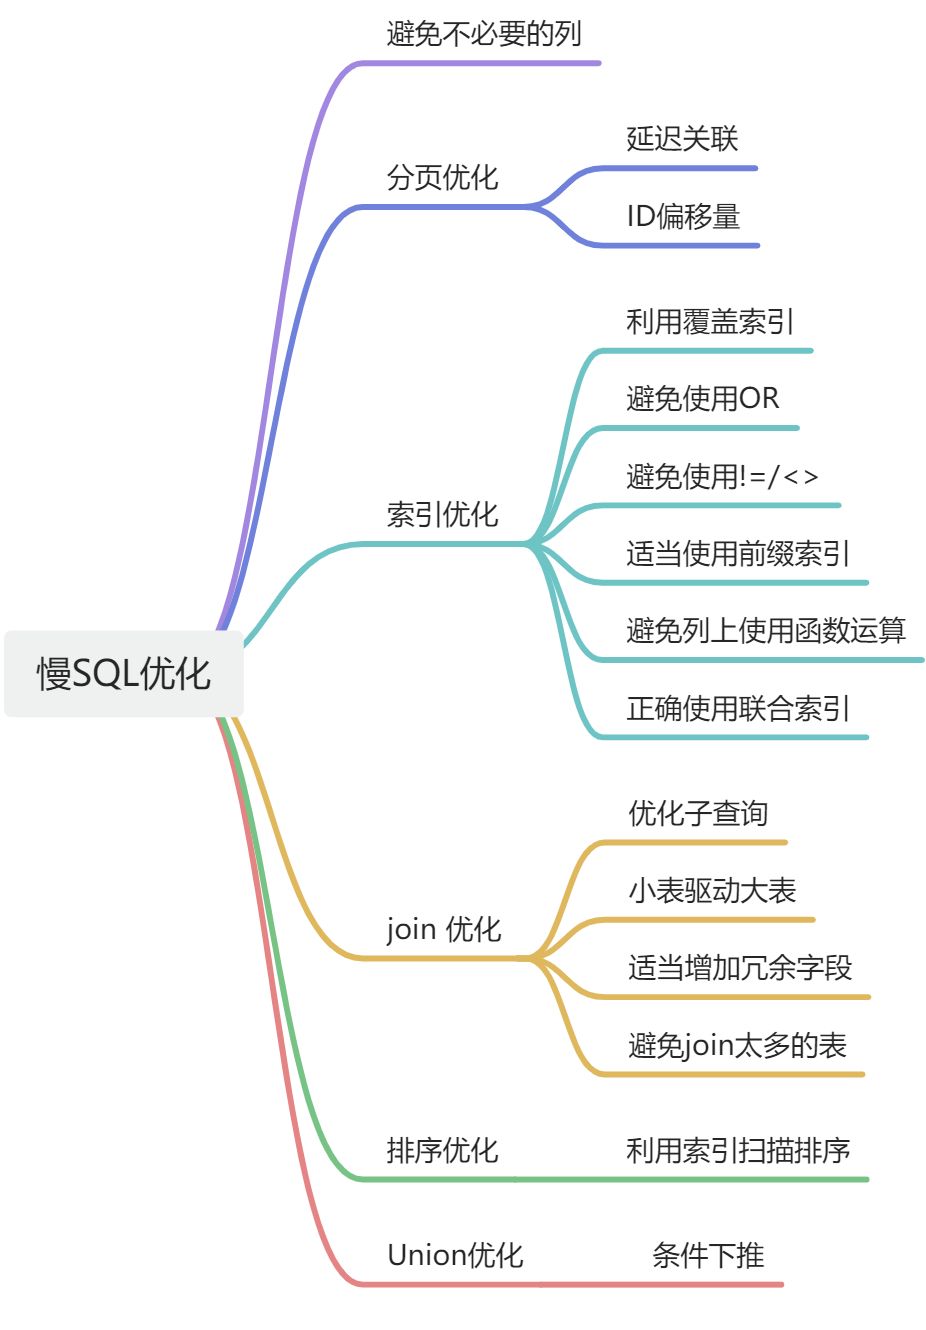 避免不必要的列
分页优化
延迟关联
ID偏移量
索引优化
利用覆盖索引
避免使用OR
避免使用!=/<>
适当使用前缀索引
避免列上使用函数运算
正确使用联合索引
慢SQL优化
join 优化
优化子查询
小表驱动大表
适当增加冗余字段
避免join太多的表
排序优化
利用索引扫描排序
Union优化
条件下推